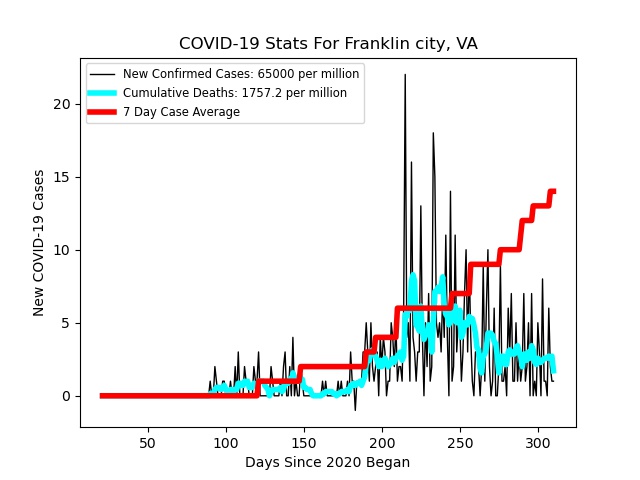 COVID-19 Stats For Franklin city, VA
New Confirmed Cases: 65000 per million
Cumulative Deaths: 1757.2 per million
7 Day Case Average
New COVID-19 Cases
20
15
10
5
0
50 100 150 200 250 300
Days Since 2020 Began